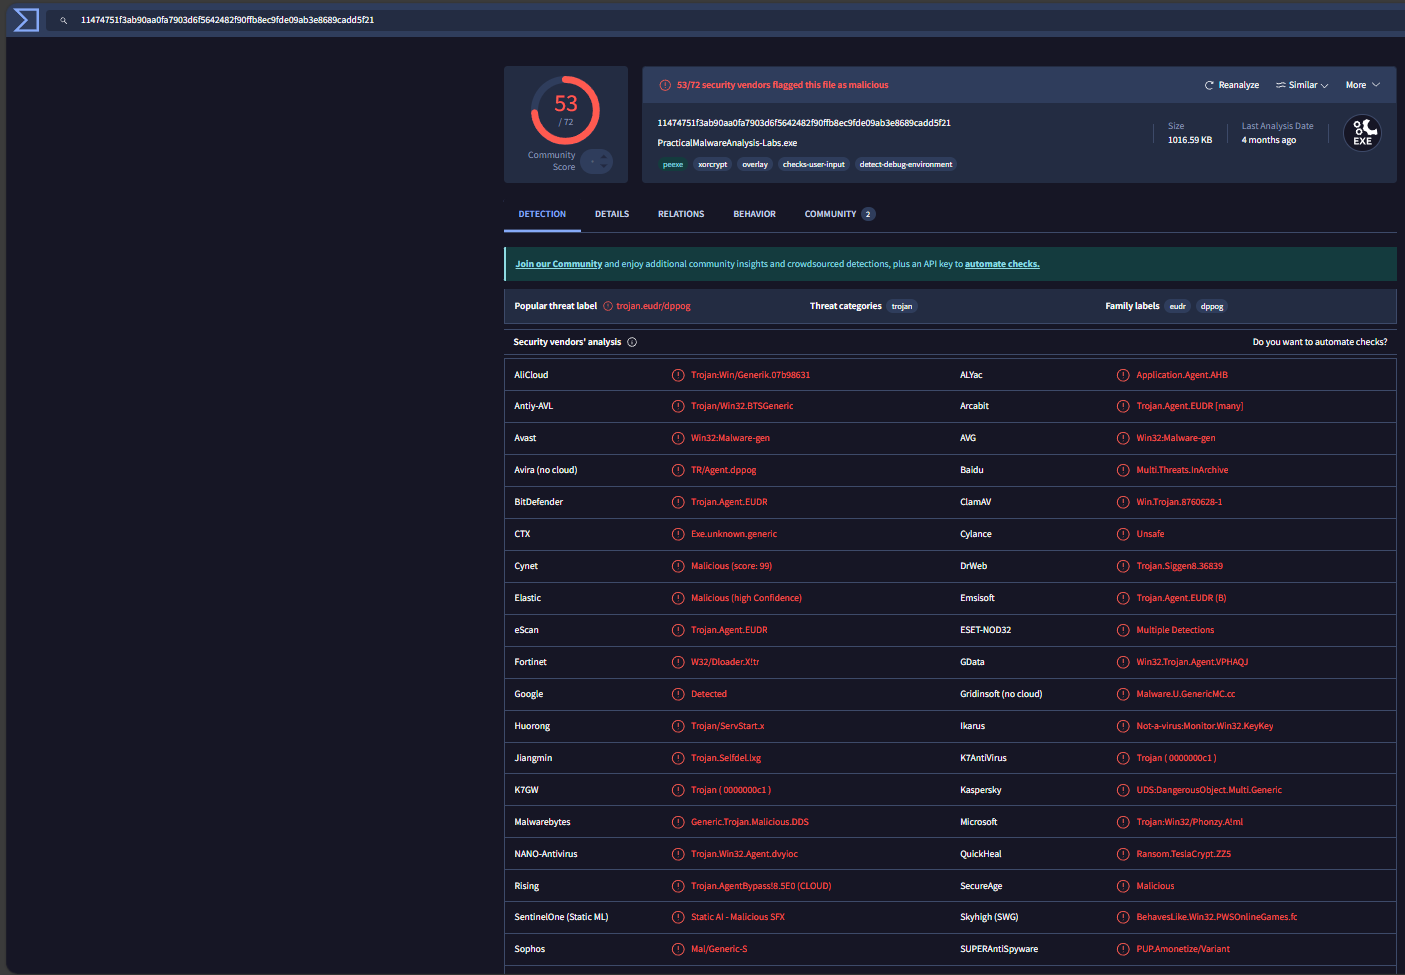 11474751f3ab90aa0fa7903d6f5642482f90ffb8ec9fde09ab3e8689cadd5f21
53
/ 72
Community
Score
53/72 security vendors flagged this file as malicious
Reanalyze
Similar
More
11474751f3ab90aa0fa7903d6f5642482f90ffb8ec9fde09ab3e8689cadd5f21
PracticalMalwareAnalysis-Labs.exe
peexe xorcrypt overlay checks-user-input detect-debug-environment
Size
1016.59 KB
Last Analysis Date
4 months ago
EXE
DETECTION DETAILS RELATIONS BEHAVIOR COMMUNITY 2
Join our Community and enjoy additional community insights and crowdsourced detections, plus an API key to automate checks.
Popular threat label trojan.eudr/dppog Threat categories trojan Family labels eudr dppog
Security vendors' analysis Do you want to automate checks?
AliCloud Trojan:Win/Generik.07b98631 ALYac Application.Agent.AHB
Antiy-AVL Trojan/Win32.BTSGeneric Arcabit Trojan.Agent.EUDR [many]
Avast Win32:Malware-gen AVG Win32:Malware-gen
Avira (no cloud) TR/Agent.dppog Baidu Multi.Threats.InArchive
BitDefender Trojan.Agent.EUDR ClamAV Win.Trojan.8760628-1
CTX Exe.unknown.generic Cylance Unsafe
Cynet Malicious (score: 99) DrWeb Trojan.Siggen8.36839
Elastic Malicious (high Confidence) Emsisoft Trojan.Agent.EUDR (B)
eScan Trojan.Agent.EUDR ESET-NOD32 Multiple Detections
Fortinet W32/Dloader.X!tr GData Win32.Trojan.Agent.VPHAQJ
Google Detected Gridinsoft (no cloud) Malware.U.GenericMC.cc
Huorong Trojan/ServStart.x Ikarus Not-a-virus:Monitor.Win32.KeyKey
Jiangmin Trojan.Selfdel.lxg K7AntiVirus Trojan ( 0000000c1 )
K7GW Trojan ( 0000000c1 ) Kaspersky UDS:DangerousObject.Multi.Generic
Malwarebytes Generic.Trojan.Malicious.DDS Microsoft Trojan:Win32/Phonzy.A!ml
NANO-Antivirus Trojan.Win32.Agent.dvyioc QuickHeal Ransom.TeslaCrypt.ZZ5
Rising Trojan.AgentBypass!8.5E0 (CLOUD) SecureAge Malicious
SentinelOne (Static ML) Static AI - Malicious SFX Skyhigh (SWG) BehavesLike.Win32.PWSOnlineGames.fc
Sophos Mal/Generic-S SUPERAntiSpyware PUP.Amonetize/Variant